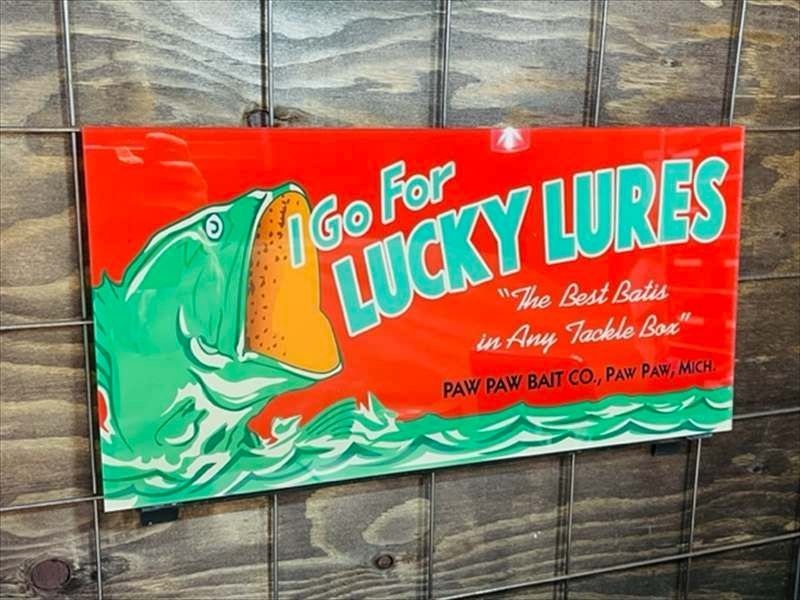 I Go For
LUCKY LURES
"The Best Batis
in Any Tackle Box"
PAW PAW BAIT CO., PAW PAW, MICH.